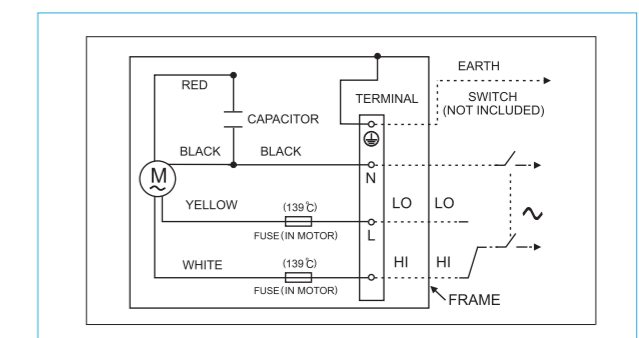 EARTH
RED
TERMINAL
SWITCH
(NOT INCLUDED)
CAPACITOR
BLACK BLACK
M
N
YELLOW
(139℃)
LO LO
FUSE(IN MOTOR)
L
WHITE
(139℃)
HI HI
FUSE(IN MOTOR)
FRAME